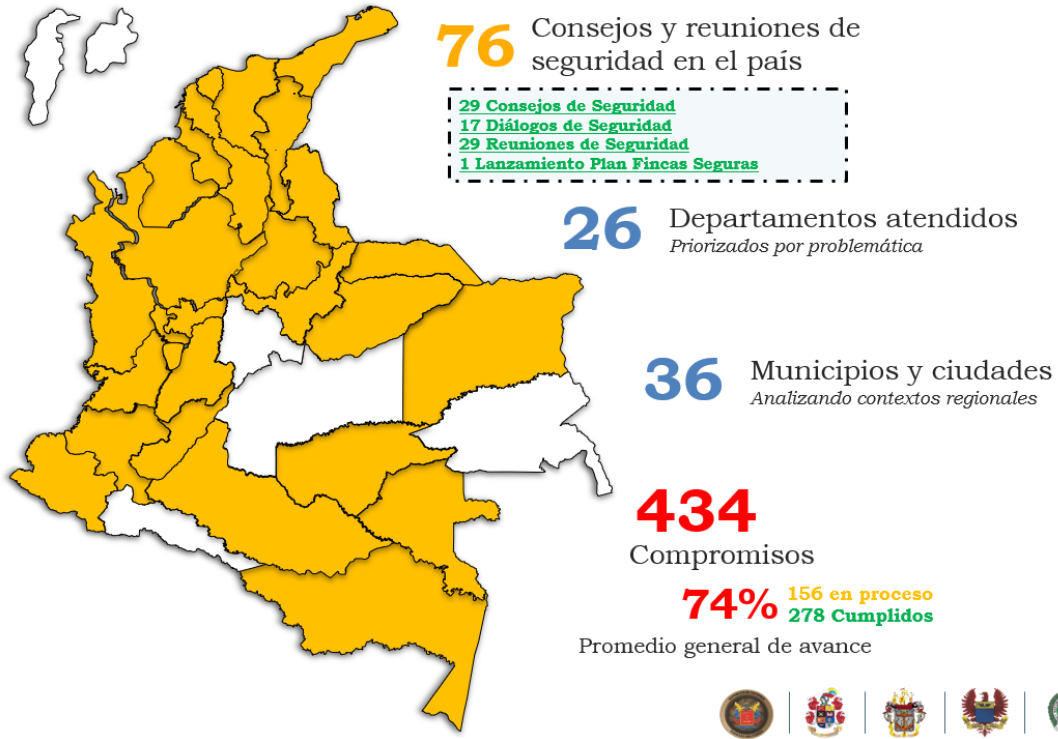 76 Consejos y reuniones de
seguridad en el país
29 Consejos de Seguridad
17 Diálogos de Seguridad
29 Reuniones de Seguridad
1 Lanzamiento Plan Fincas Seguras
26 Departamentos atendidos
Priorizados por problemática
36 Municipios y ciudades
Analizando contextos regionales
434
Compromisos
74% 156 en proceso
278 Cumplidos
Promedio general de avance